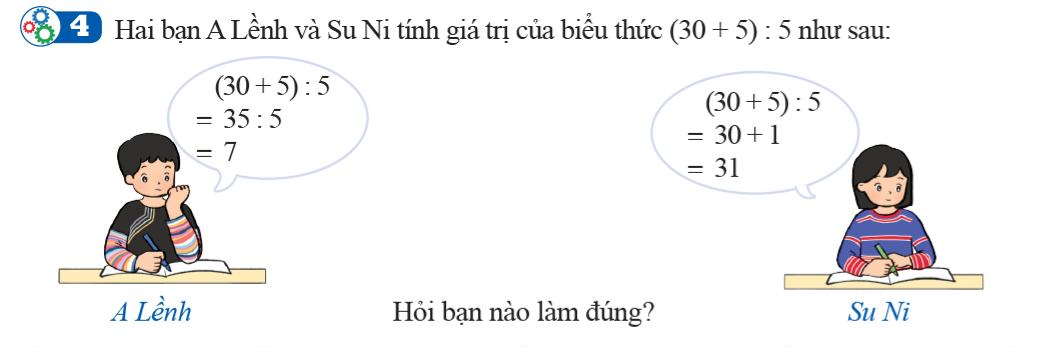 4 Hai bạn A Lềnh và Su Ni tính giá trị của biểu thức (30 + 5) : 5 như sau:
(30 + 5) : 5
= 35 : 5
= 7
(30 + 5) : 5
= 30 + 1
= 31
A Lềnh
Hỏi bạn nào làm đúng?
Su Ni